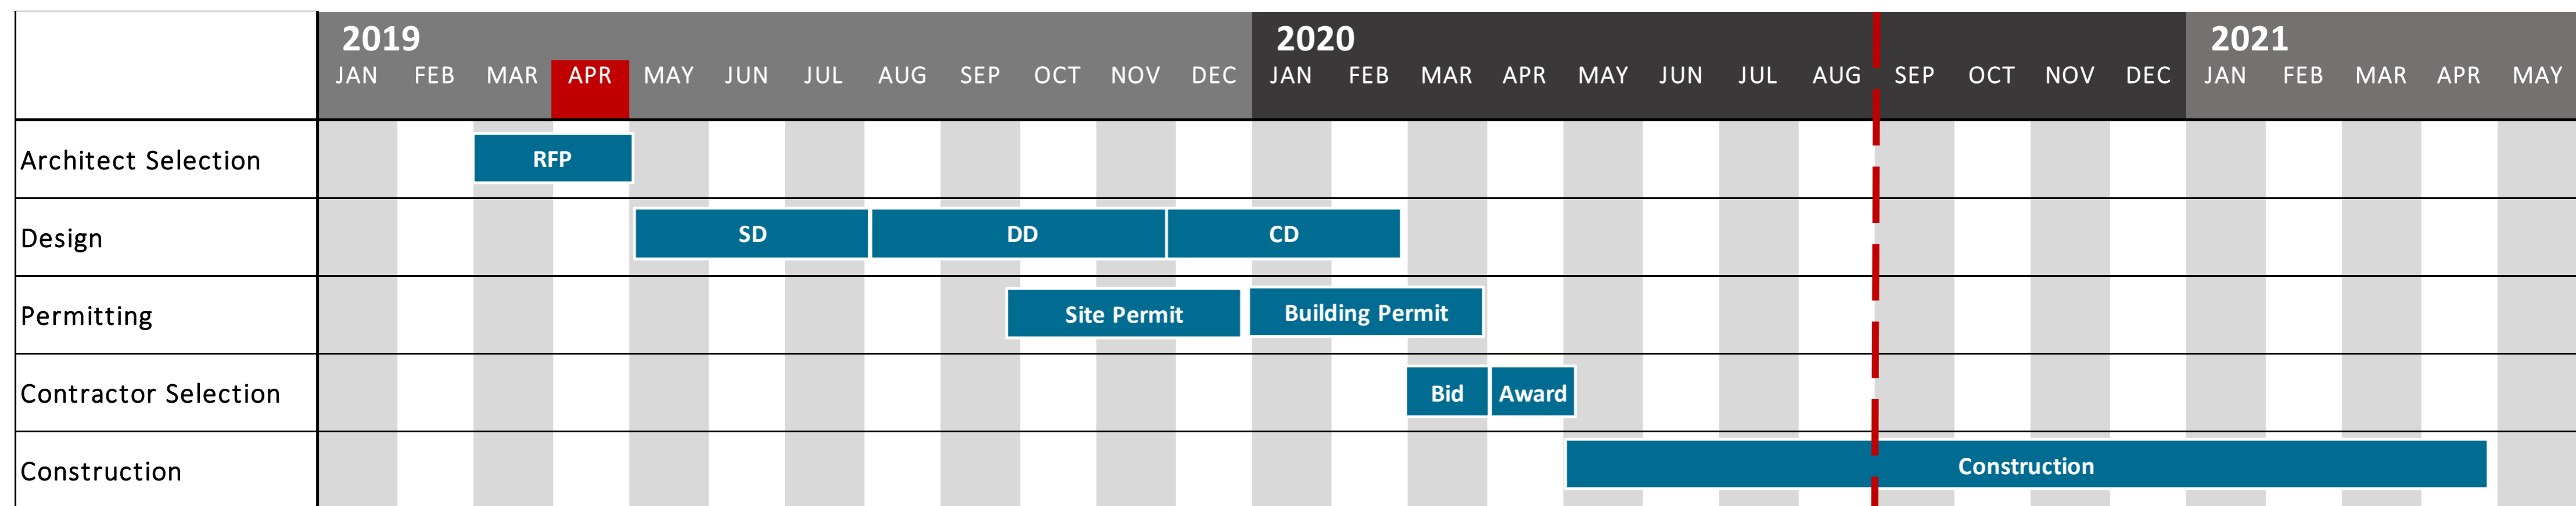 2019 2020 2021
JAN FEB MAR APR MAY JUN JUL AUG SEP OCT NOV DEC JAN FEB MAR APR MAY JUN JUL AUG SEP OCT NOV DEC JAN FEB MAR APR MAY
Architect Selection RFP
Design SD DD CD
Permitting Site Permit Building Permit
Contractor Selection Bid Award
Construction Construction